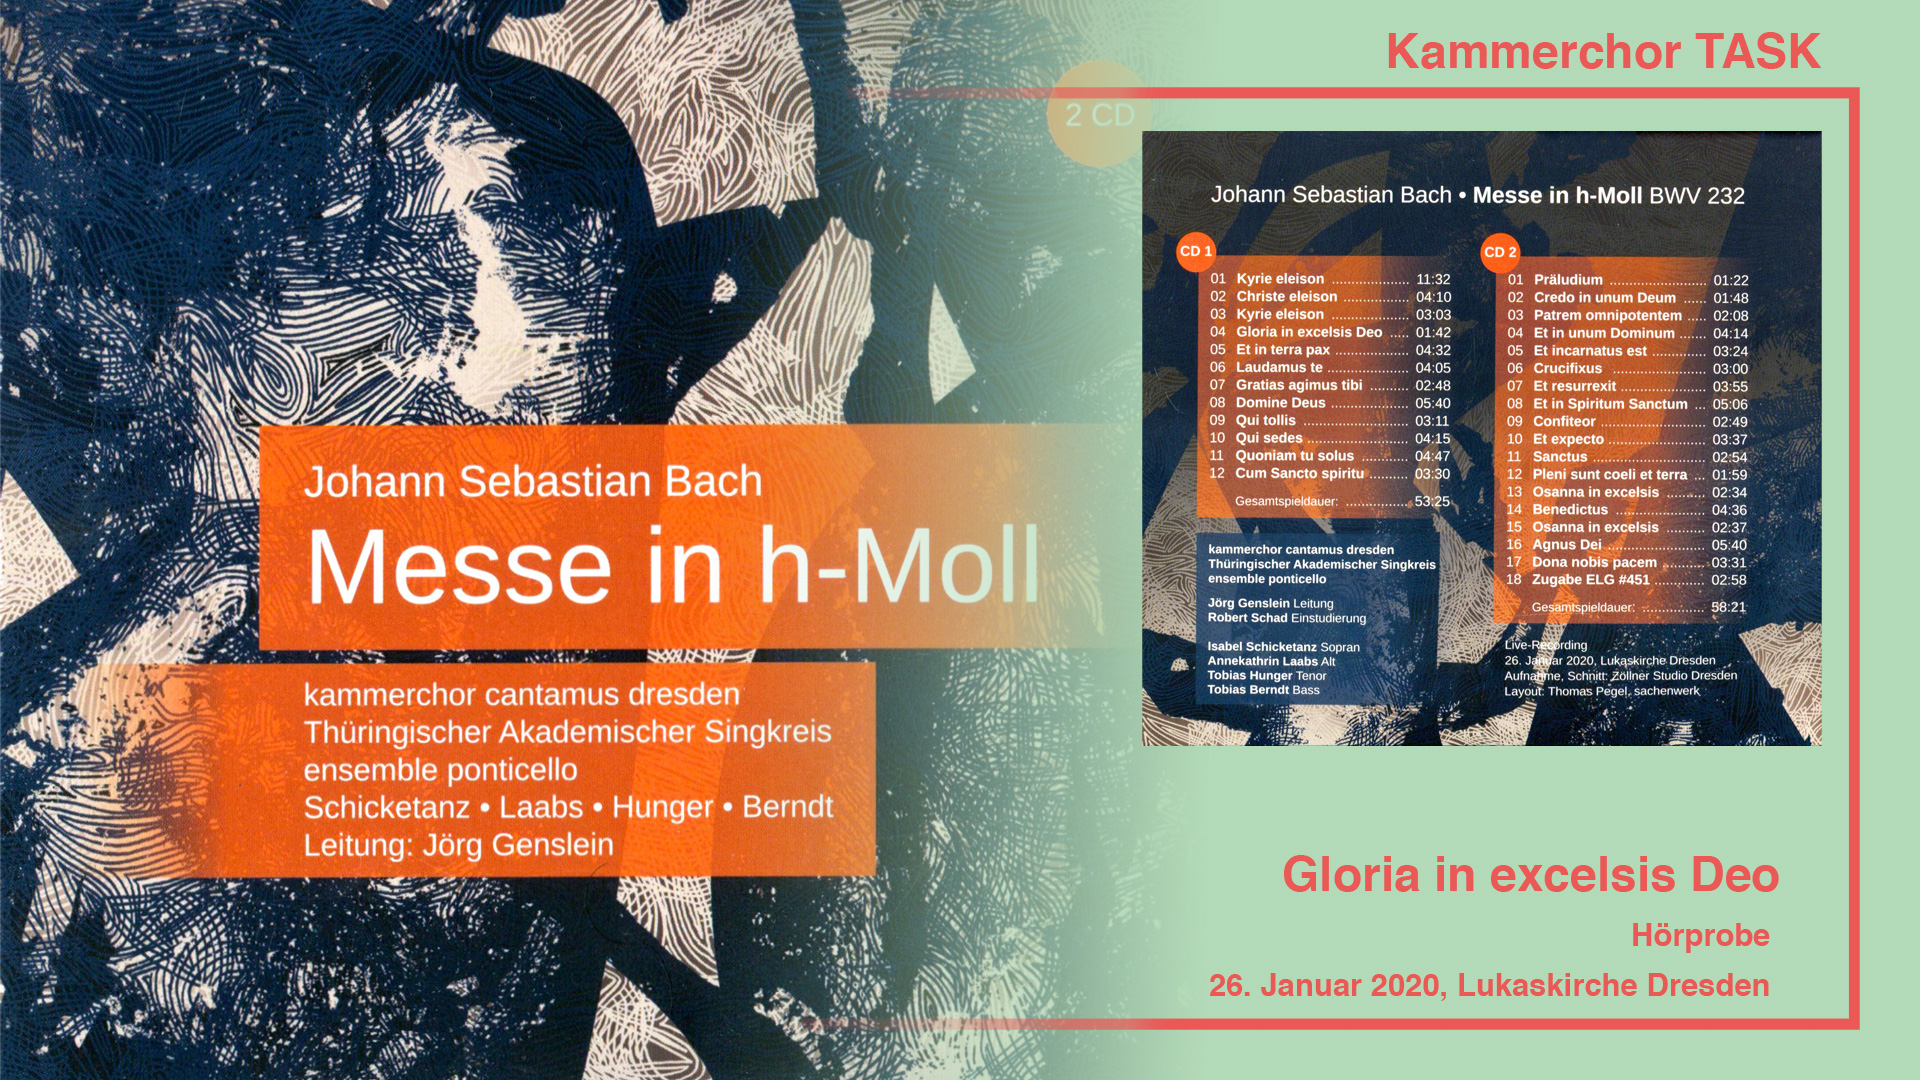 Kammerchor TASK
2 CD
Johann Sebastian Bach
Messe in h-Moll
kammerchor cantamus dresden
Thüringischer Akademischer Singkreis
ensemble ponticello
Schicketanz • Laabs • Hunger • Berndt
Leitung: Jörg Genslein
Johann Sebastian Bach • Messe in h-Moll BWV 232
CD 1
01 Kyrie eleison .................. 11:32
02 Christe eleison ............... 04:10
03 Kyrie eleison .................. 03:03
04 Gloria in excelsis Deo ..... 01:42
05 Et in terra pax ................. 04:32
06 Laudamus te ................... 04:05
07 Gratias agimus tibi ......... 02:48
08 Domine Deus .................. 05:40
09 Qui tollis ........................ 03:11
10 Qui sedes ....................... 04:15
11 Quoniam tu solus ........... 04:47
12 Cum Sancto spiritu ......... 03:30
Gesamtspieldauer: ............... 53:25
CD 2
01 Präludium ...................... 01:22
02 Credo in unum Deum ...... 01:48
03 Patrem omnipotentem ..... 02:08
04 Et in unum Dominum ....... 04:14
05 Et incarnatus est ............. 03:24
06 Crucifixus ...................... 03:00
07 Et resurrexit .................... 03:55
08 Et in Spiritum Sanctum ... 05:06
09 Confiteor ......................... 02:49
10 Et expecto ....................... 03:37
11 Sanctus ........................... 02:54
12 Pleni sunt coeli et terra ... 01:59
13 Osanna in excelsis .......... 02:34
14 Benedictus ...................... 04:36
15 Osanna in excelsis .......... 02:37
16 Agnus Dei ........................ 05:40
17 Dona nobis pacem ........... 03:31
18 Zugabe ELG #451 ............. 02:58
Gesamtspieldauer: ............... 58:21
kammerchor cantamus dresden
Thüringischer Akademischer Singkreis
ensemble ponticello
Jörg Genslein Leitung
Robert Schad Einstudierung
Isabel Schicketanz Sopran
Annekathrin Laabs Alt
Tobias Hunger Tenor
Tobias Berndt Bass
Live-Recording
26. Januar 2020, Lukaskirche Dresden
Aufnahme, Schnitt: Zöllner Studio Dresden
Layout: Thomas Pegel, sachenwerk
Gloria in excelsis Deo
Hörprobe
26. Januar 2020, Lukaskirche Dresden